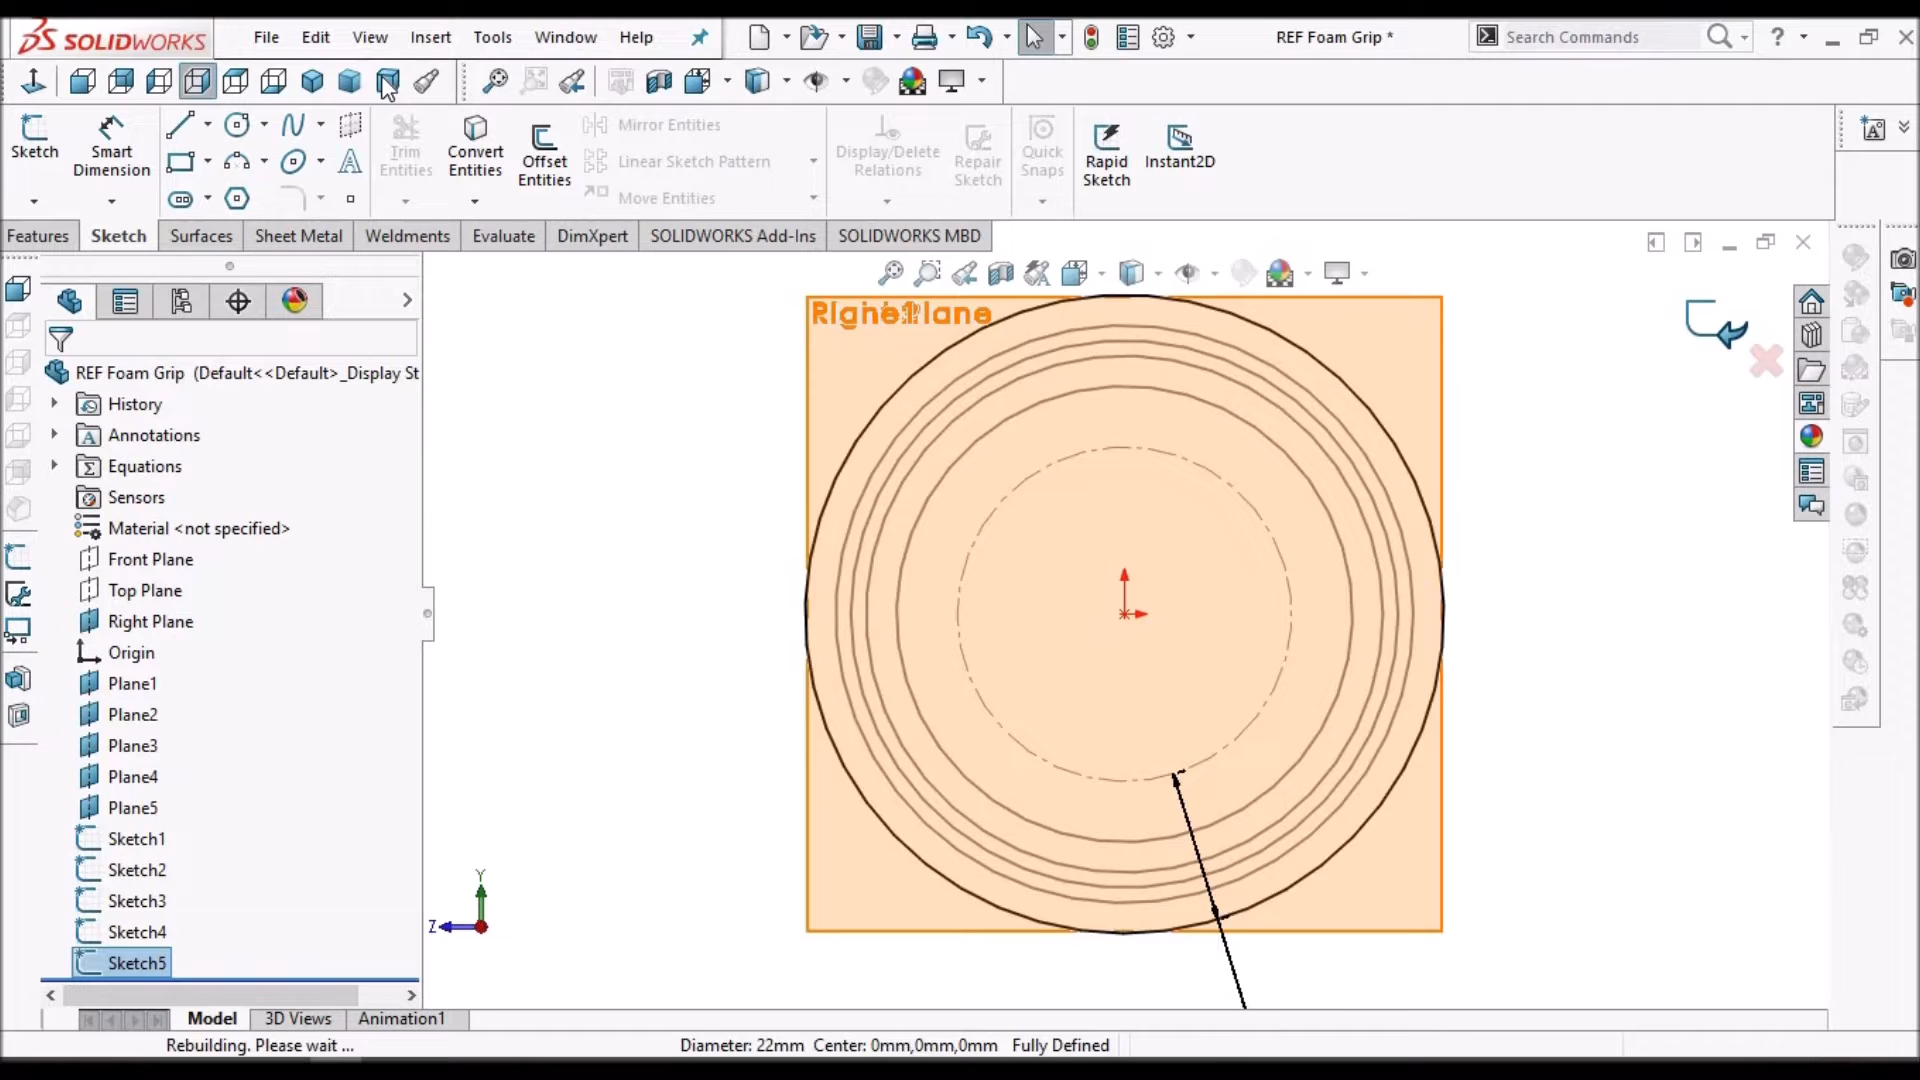 SOLIDWORKS File Edit View Insert Tools Window Help REF Foam Grip * Search Commands ?
Sketch Smart Dimension Trim Entities Convert Entities Offset Entities Mirror Entities Linear Sketch Pattern Move Entities Display/Delete Relations Repair Sketch Quick Snaps Rapid Sketch Instant2D
Features Sketch Surfaces Sheet Metal Weldments Evaluate DimXpert SOLIDWORKS Add-Ins SOLIDWORKS MBD
REF Foam Grip (Default<<Default>_Display St
History
Annotations
Equations
Sensors
Material <not specified>
Front Plane
Top Plane
Right Plane
Origin
Plane1
Plane2
Plane3
Plane4
Plane5
Sketch1
Sketch2
Sketch3
Sketch4
Sketch5
Y
Z
Model 3D Views Animation1
Rebuilding. Please wait ... Diameter: 22mm Center: 0mm,0mm,0mm Fully Defined